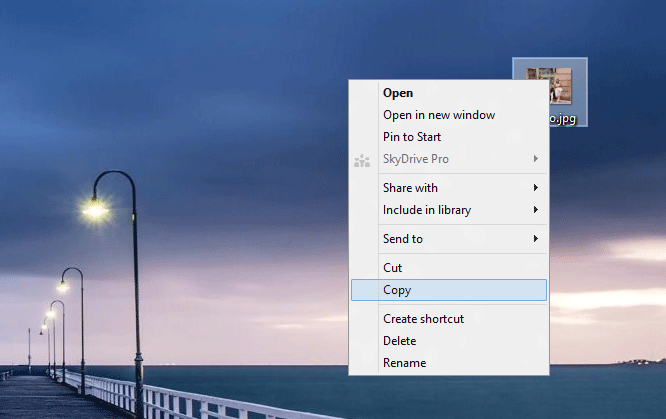 Open
Open in new window
Pin to Start
SkyDrive Pro
Share with
Include in library
Send to
Cut
Copy
Create shortcut
Delete
Rename
o.jpg